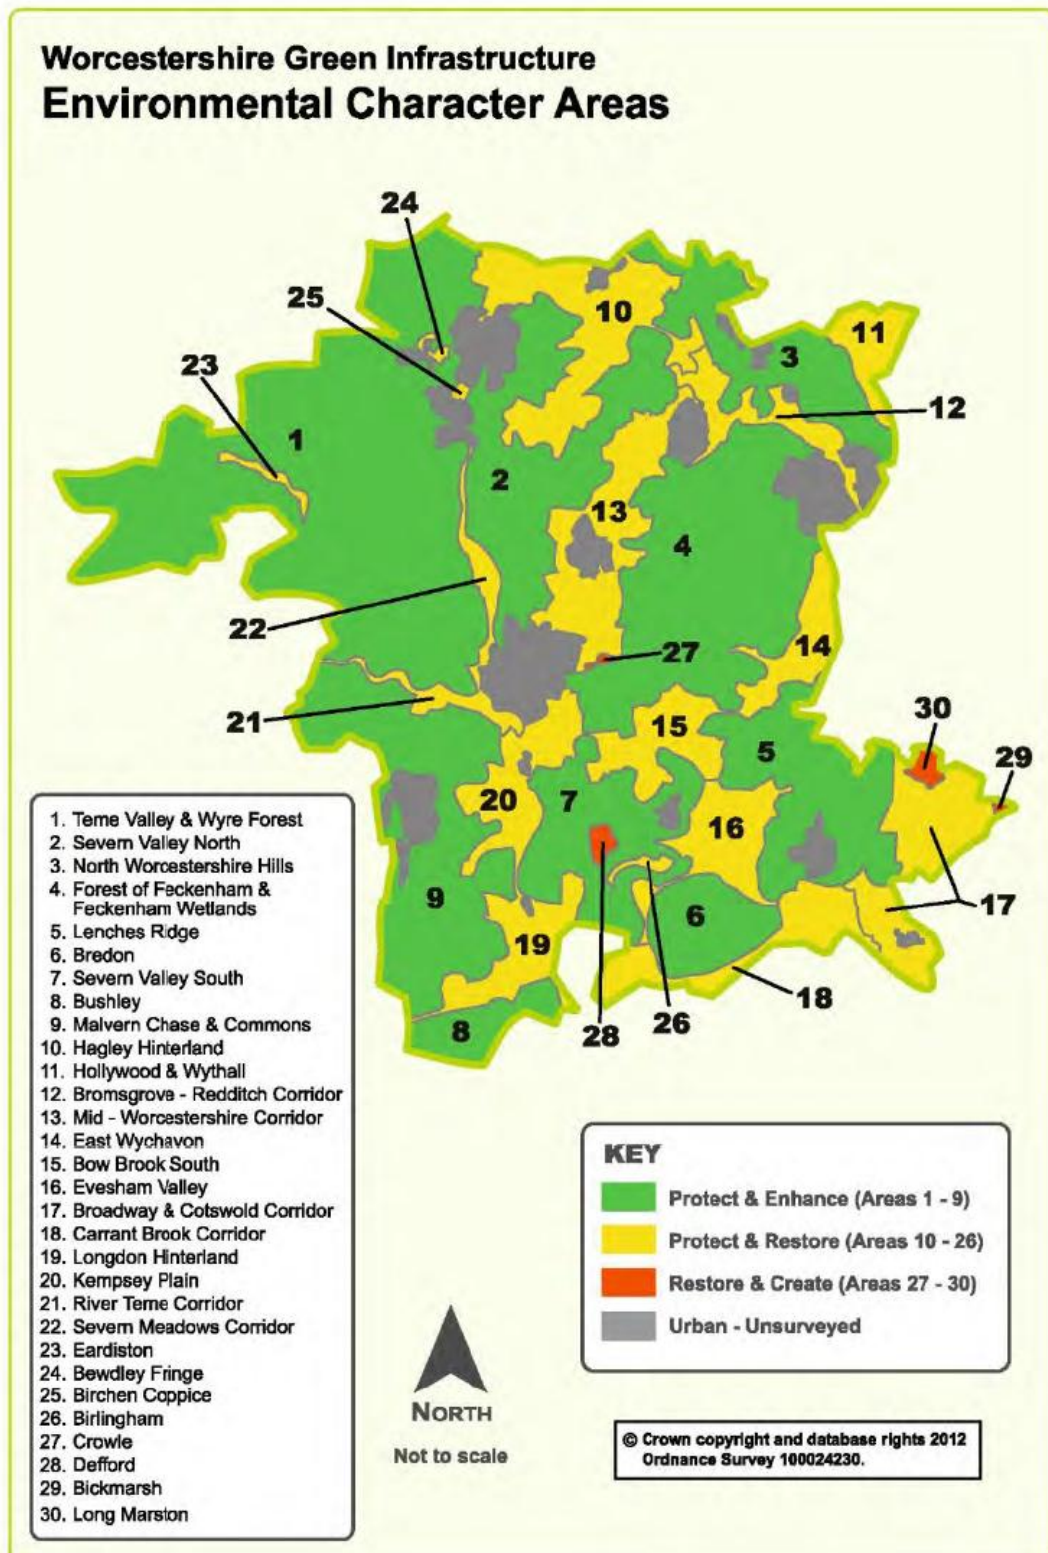 Worcestershire Green Infrastructure
Environmental Character Areas
24
25
10
11
3
23
12
1
2
13
4
22
27
14
21
15
30
5
29
20
7
16
9
17
6
19
18
26
28
8
1. Teme Valley & Wyre Forest
2. Severn Valley North
3. North Worcestershire Hills
4. Forest of Feckenham &
Feckenham Wetlands
5. Lenches Ridge
6. Bredon
7. Severn Valley South
8. Bushley
9. Malvern Chase & Commons
10. Hagley Hinterland
11. Hollywood & Wythall
12. Bromsgrove - Redditch Corridor
13. Mid - Worcestershire Corridor
14. East Wychavon
15. Bow Brook South
16. Evesham Valley
17. Broadway & Cotswold Corridor
18. Carrant Brook Corridor
19. Longdon Hinterland
20. Kempsey Plain
21. River Teme Corridor
22. Severn Meadows Corridor
23. Eardiston
24. Bewdley Fringe
25. Birchen Coppice
26. Birlingham
27. Crowle
28. Defford
29. Bickmarsh
30. Long Marston
KEY
Protect & Enhance (Areas 1 - 9)
Protect & Restore (Areas 10 - 26)
Restore & Create (Areas 27 - 30)
Urban - Unsurveyed
NORTH
Not to scale
© Crown copyright and database rights 2012
Ordnance Survey 100024230.